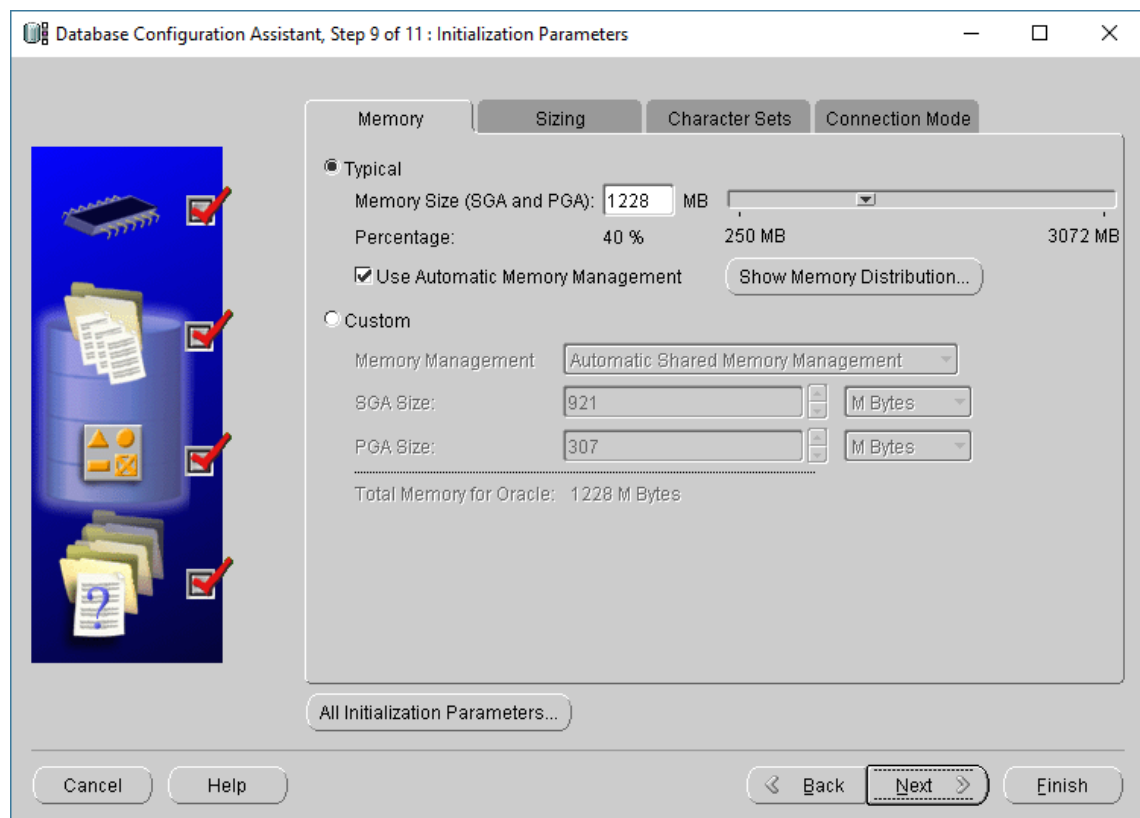 Database Configuration Assistant, Step 9 of 11 : Initialization Parameters
Memory Sizing Character Sets Connection Mode
Typical
Memory Size (SGA and PGA): 1228 MB
Percentage: 40 % 250 MB 3072 MB
Use Automatic Memory Management Show Memory Distribution...
Custom
Memory Management Automatic Shared Memory Management
SGA Size: 921 M Bytes
PGA Size: 307 M Bytes
Total Memory for Oracle: 1228 M Bytes
?
All Initialization Parameters...
Cancel Help Back Next Finish